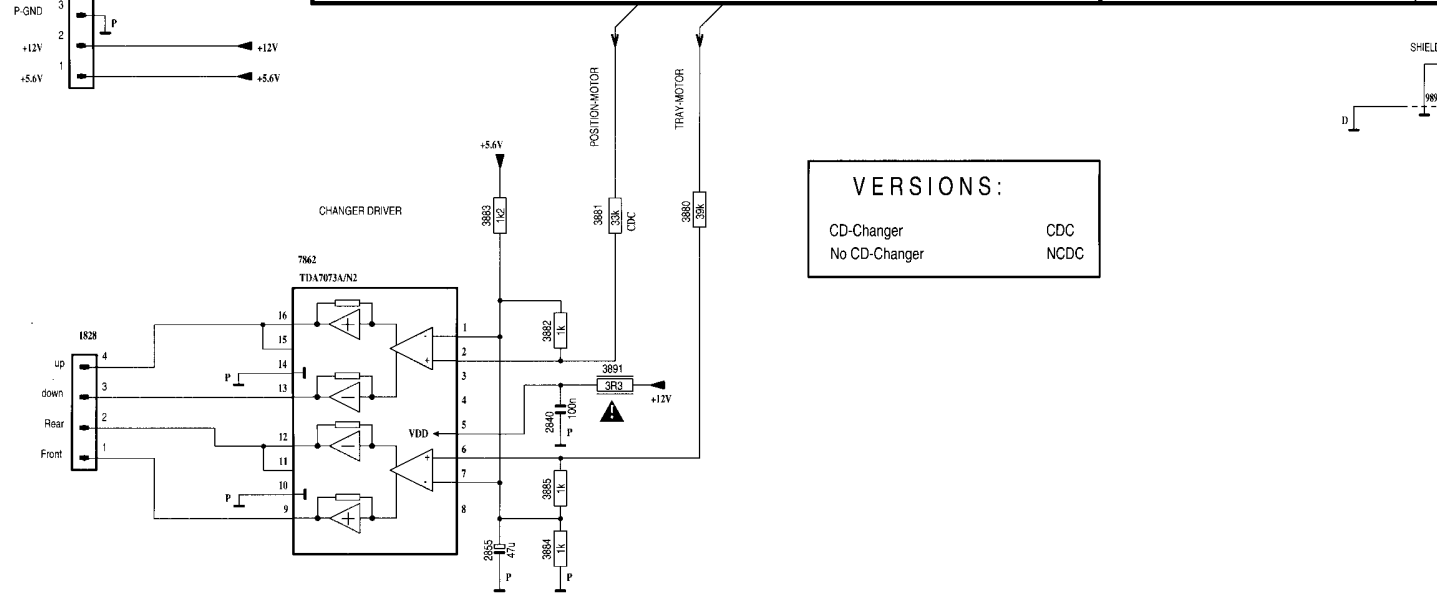 P-GND 3
P
2
+12V +12V
1
+5.6V +5.6V
SHIELD
D
POSITION-MOTOR
TRAY-MOTOR
+5.6V
CHANGER DRIVER
3883 1k2
3881 33k CDC
3880 39k
VERSIONS:
CD-Changer CDC
No CD-Changer NCDC
7862
TDA7073A/N2
1828
up 4
down 3
Rear 2
Front 1
16
15
14
P
13
12
11
10
P
9
+
−
−
+
-
+
+
-
1
2
3
4
VDD 5
6
7
8
3882 1k
3891
3R3
+12V
2840 100n
P
3885 1k
3884 1k
2855 47u
P
P